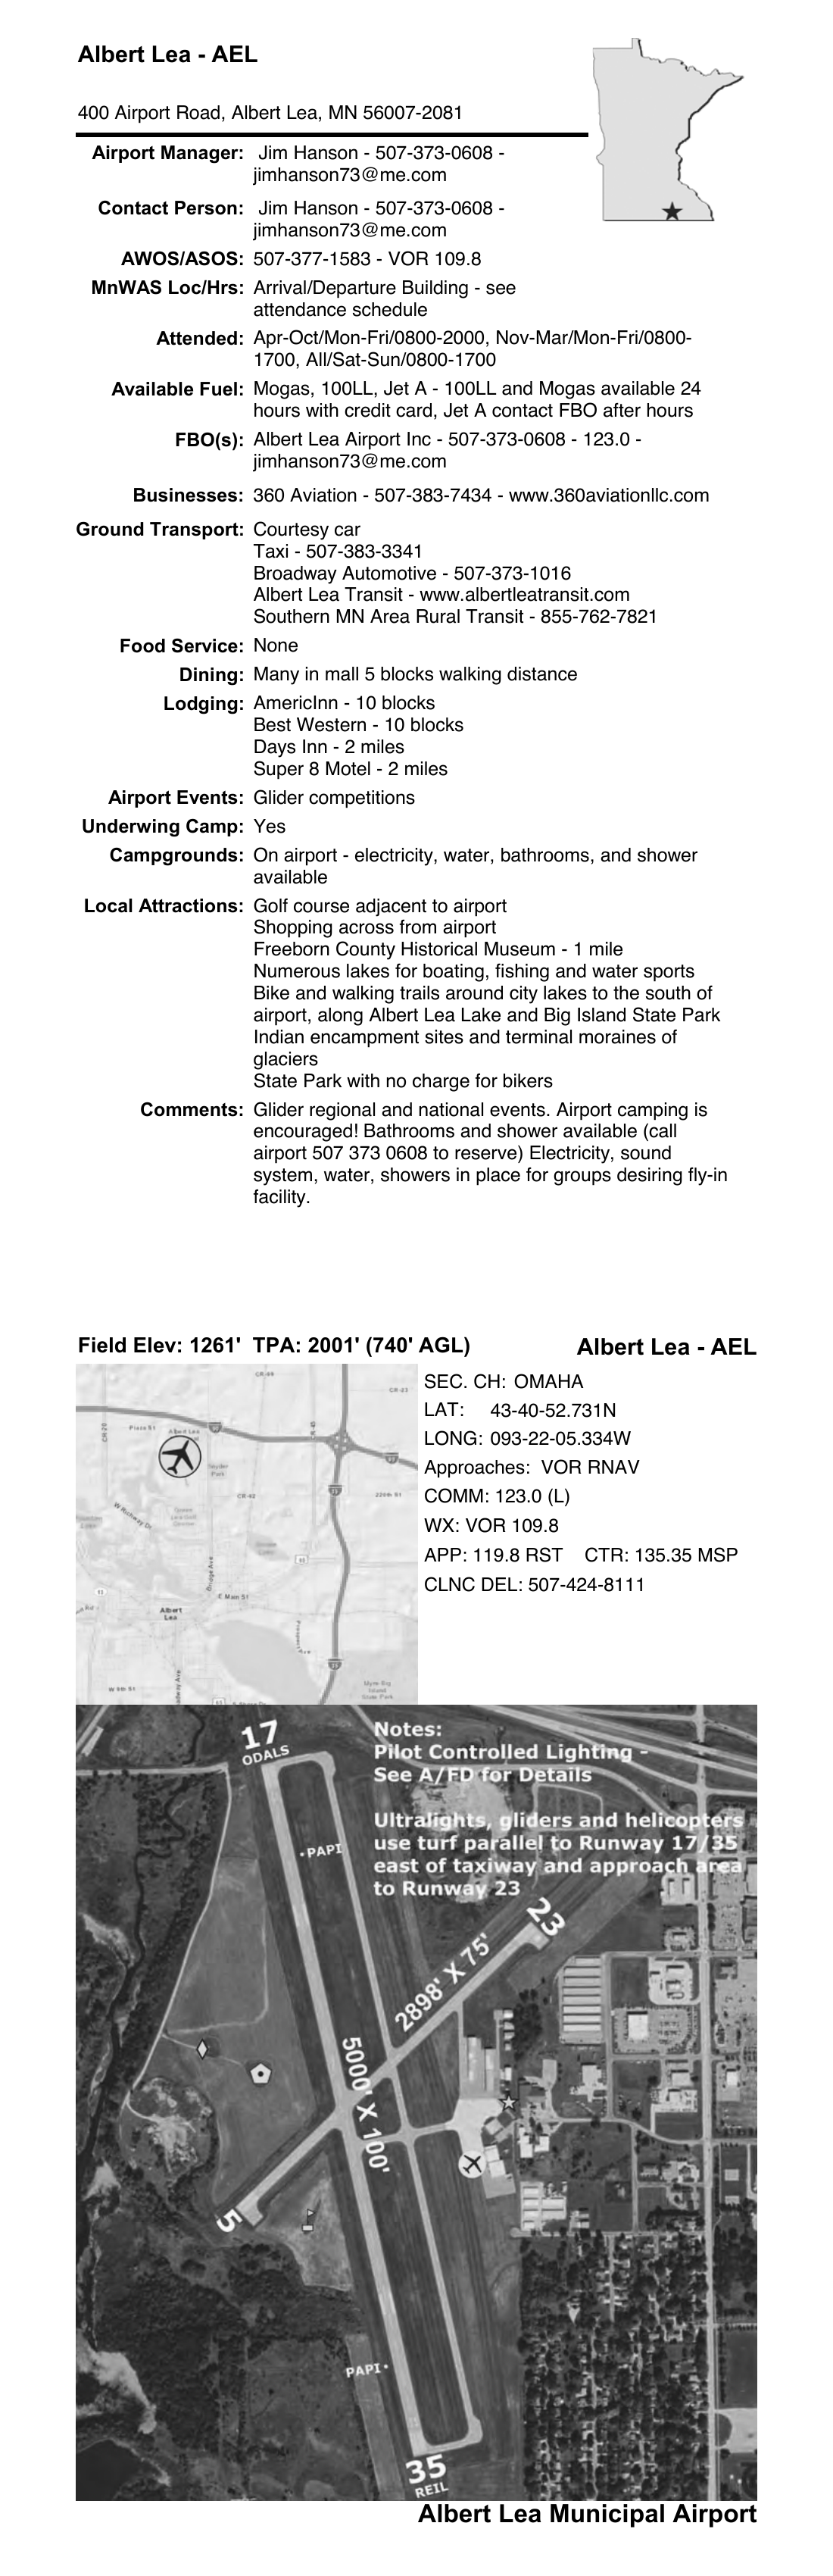 Albert Lea - AEL
400 Airport Road, Albert Lea, MN 56007-2081
Airport Manager: Jim Hanson - 507-373-0608 -
jimhanson73@me.com
Contact Person: Jim Hanson - 507-373-0608 -
jimhanson73@me.com
AWOS/ASOS: 507-377-1583 - VOR 109.8
MnWAS Loc/Hrs: Arrival/Departure Building - see
attendance schedule
Attended: Apr-Oct/Mon-Fri/0800-2000, Nov-Mar/Mon-Fri/0800-
1700, All/Sat-Sun/0800-1700
Available Fuel: Mogas, 100LL, Jet A - 100LL and Mogas available 24
hours with credit card, Jet A contact FBO after hours
FBO(s): Albert Lea Airport Inc - 507-373-0608 - 123.0 -
jimhanson73@me.com
Businesses: 360 Aviation - 507-383-7434 - www.360aviationllc.com
Ground Transport: Courtesy car
Taxi - 507-383-3341
Broadway Automotive - 507-373-1016
Albert Lea Transit - www.albertleatransit.com
Southern MN Area Rural Transit - 855-762-7821
Food Service: None
Dining: Many in mall 5 blocks walking distance
Lodging: AmericInn - 10 blocks
Best Western - 10 blocks
Days Inn - 2 miles
Super 8 Motel - 2 miles
Airport Events: Glider competitions
Underwing Camp: Yes
Campgrounds: On airport - electricity, water, bathrooms, and shower
available
Local Attractions: Golf course adjacent to airport
Shopping across from airport
Freeborn County Historical Museum - 1 mile
Numerous lakes for boating, fishing and water sports
Bike and walking trails around city lakes to the south of
airport, along Albert Lea Lake and Big Island State Park
Indian encampment sites and terminal moraines of
glaciers
State Park with no charge for bikers
Comments: Glider regional and national events. Airport camping is
encouraged! Bathrooms and shower available (call
airport 507 373 0608 to reserve) Electricity, sound
system, water, showers in place for groups desiring fly-in
facility.
Field Elev: 1261' TPA: 2001' (740' AGL)
Albert Lea - AEL
SEC. CH: OMAHA
LAT: 43-40-52.731N
LONG: 093-22-05.334W
Approaches: VOR RNAV
COMM: 123.0 (L)
WX: VOR 109.8
APP: 119.8 RST CTR: 135.35 MSP
CLNC DEL: 507-424-8111
Albert Lea
W Richway Dr
Bridge Ave
E Main St
Albert
Lea
W 9th St
17
ODALS
Notes:
Pilot Controlled Lighting -
See A/FD for Details
Ultralights, gliders and helicopters
use turf parallel to Runway 17/35
east of taxiway and approach area
to Runway 23
PAPI
23
2898' X 75'
5000' X 100'
5
PAPI
35
REIL
Albert Lea Municipal Airport